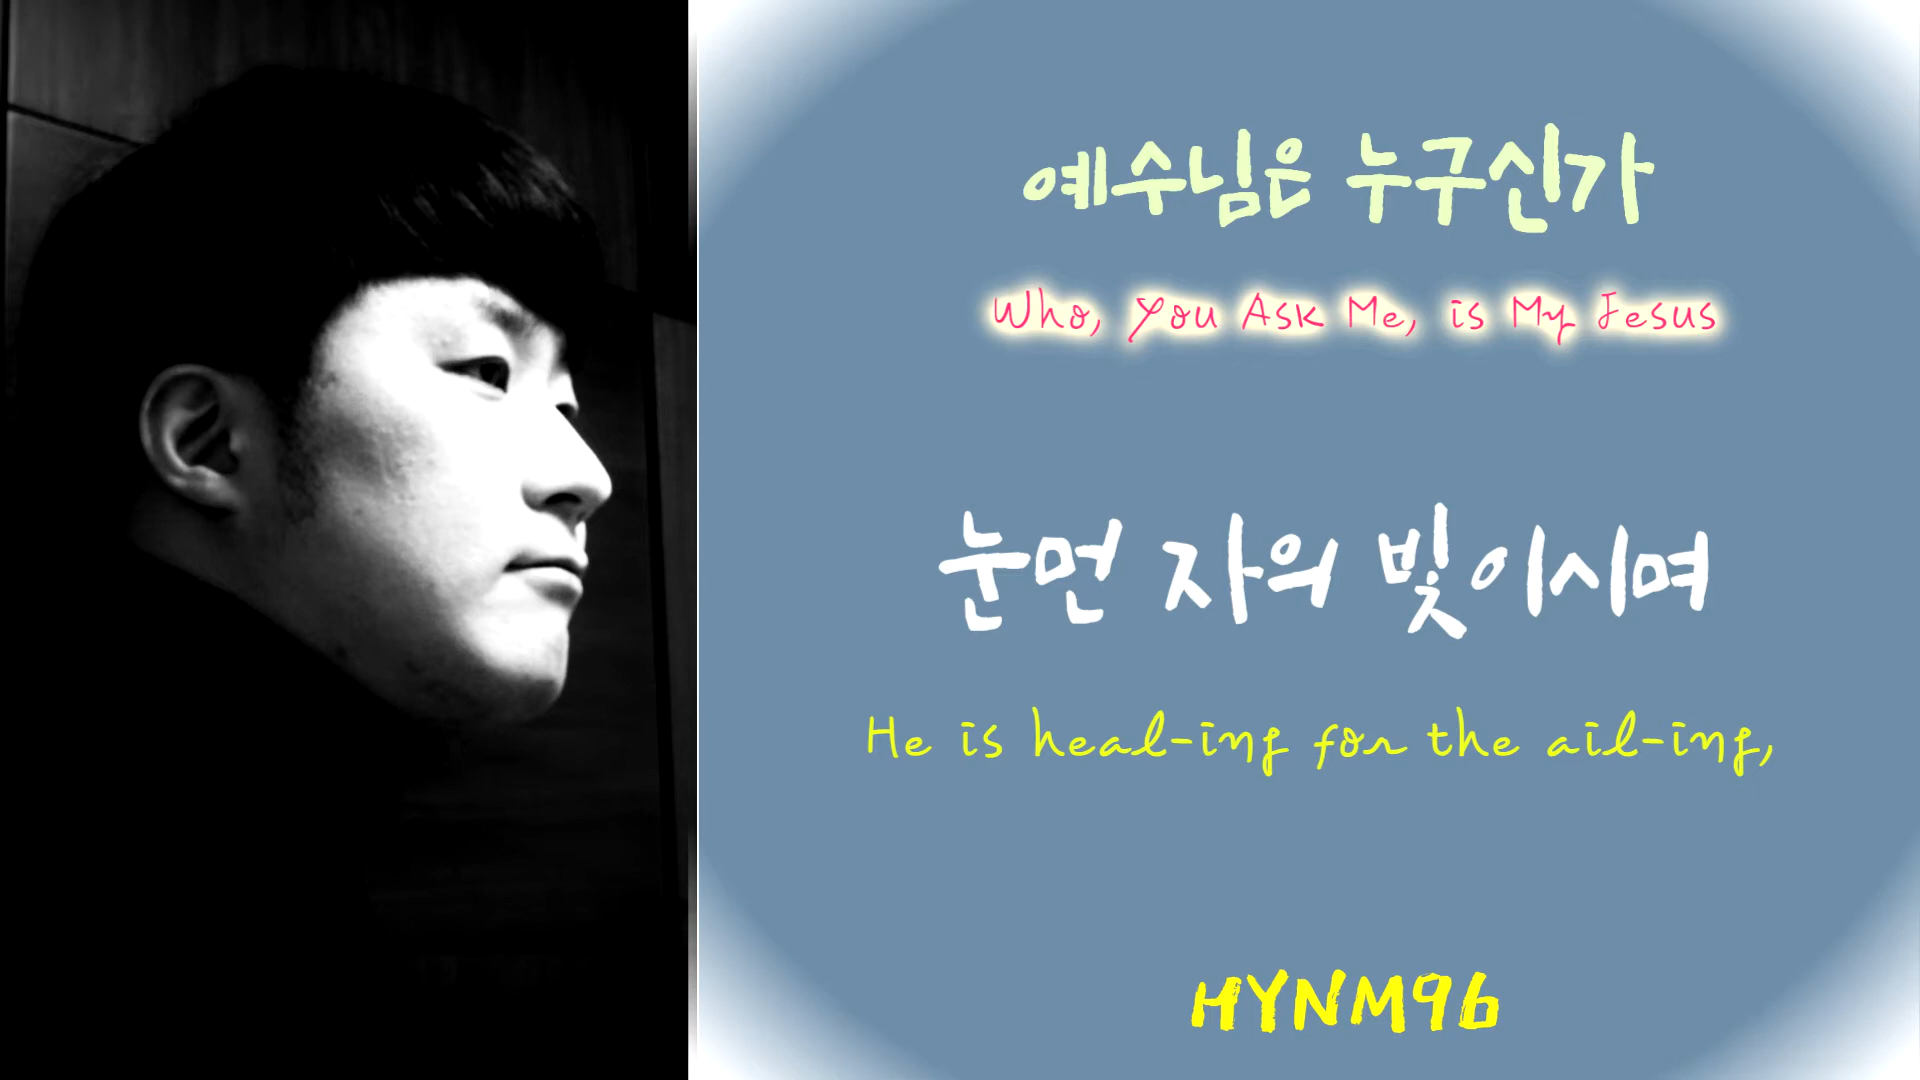 예수님은 누구신가
Who, You Ask Me, is My Jesus
눈먼 자의 빛이시며
He is heal-ing for the ail-ing,
HYNM96